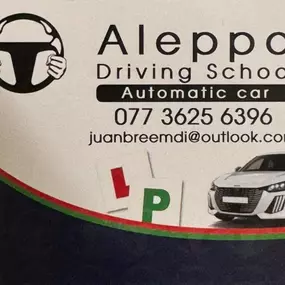 Aleppo
Driving Schoo
Automatic car
077 3625 6396
juanbreemdi@outlook.co
L
P